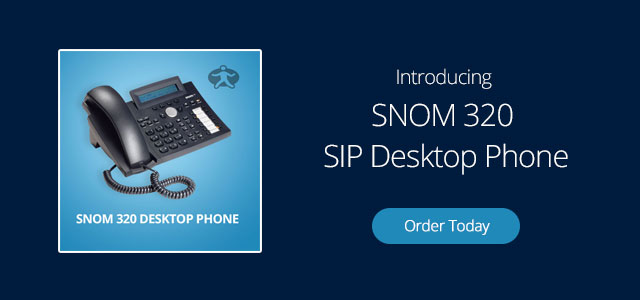 SNOM 320 DESKTOP PHONE
Introducing
SNOM 320
SIP Desktop Phone
Order Today